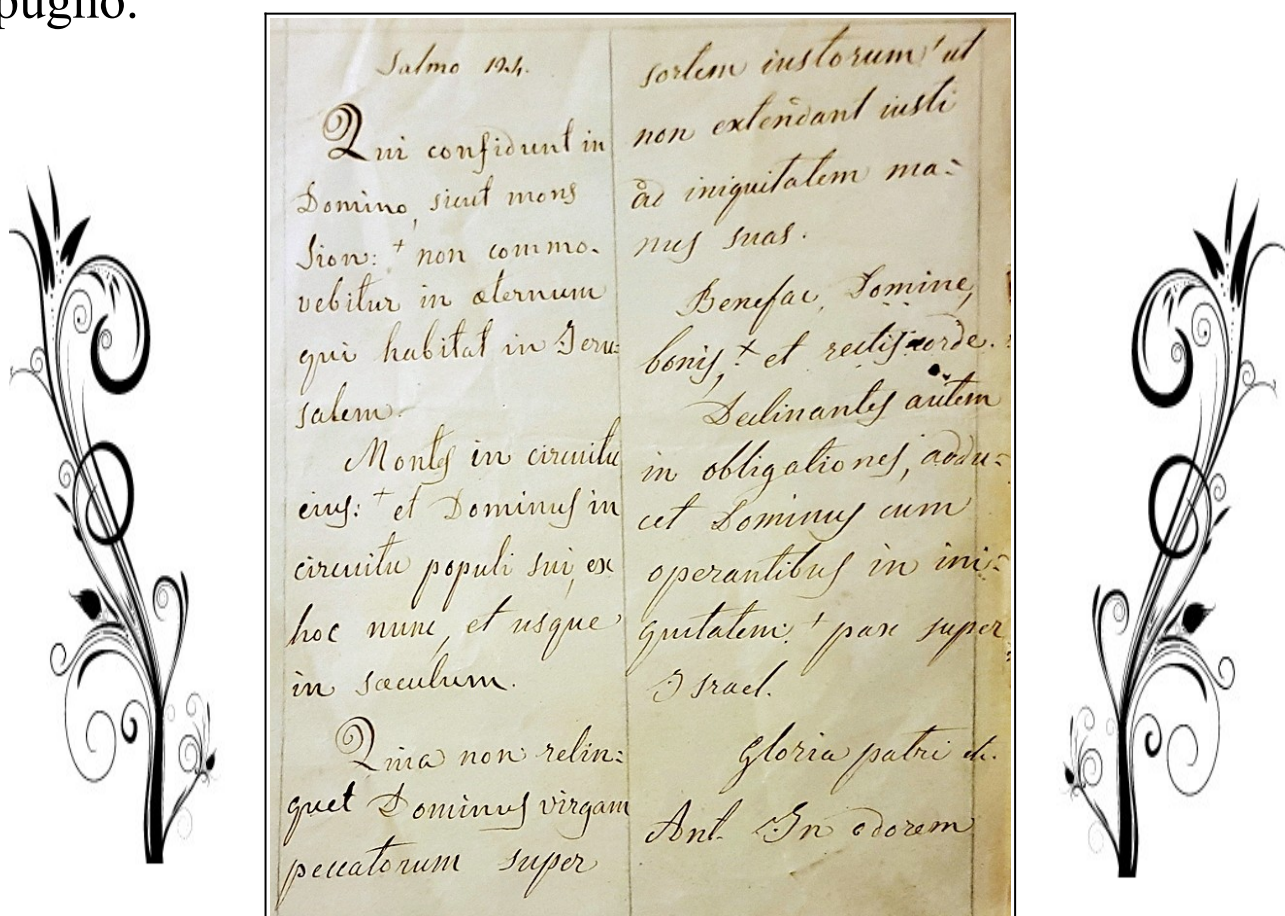 pugno.
Salmo 124.
Qui confidunt in
Domino, sicut mons
Sion: + non commo-
vebitur in æternum
qui habitat in Jeru=
salem.
Montes in circuitu
eius: + et Dominus in
circuitu populi sui, ex
hoc nunc, et usque
in sæculum.
Quia non relin=
quet Dominus virgam
peccatorum super
sortem iustorum + ut
non extendant iusti
ad iniquitatem ma=
nus suas.
Benefac, Domine,
bonis, + et rectis corde.
Declinantes autem
in obligationes, addu=
cet Dominus cum
operantibus in ini=
quitatem: + pax super
Israel.
Gloria patri &.
Ant. In odorem